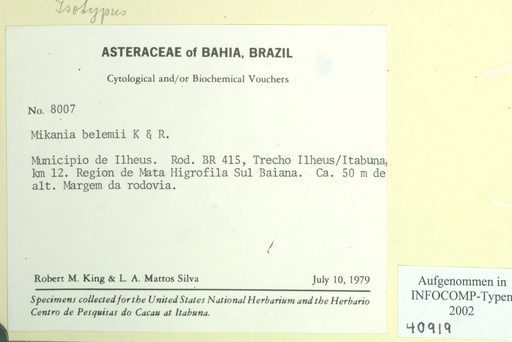 Isotypus
ASTERACEAE of BAHIA, BRAZIL
Cytological and/or Biochemical Vouchers
No. 8007
Mikania belemii K & R.
Municipio de Ilheus. Rod. BR 415, Trecho Ilheus/Itabuna,
km 12. Region de Mata Higrofila Sul Baiana. Ca. 50 m de
alt. Margem da rodovia.
Robert M. King & L. A. Mattos Silva July 10, 1979
Specimens collected for the United States National Herbarium and the Herbario
Centro de Pesquisas do Cacau at Itabuna.
Aufgenommen in
INFOCOMP-Typen
2002
40919